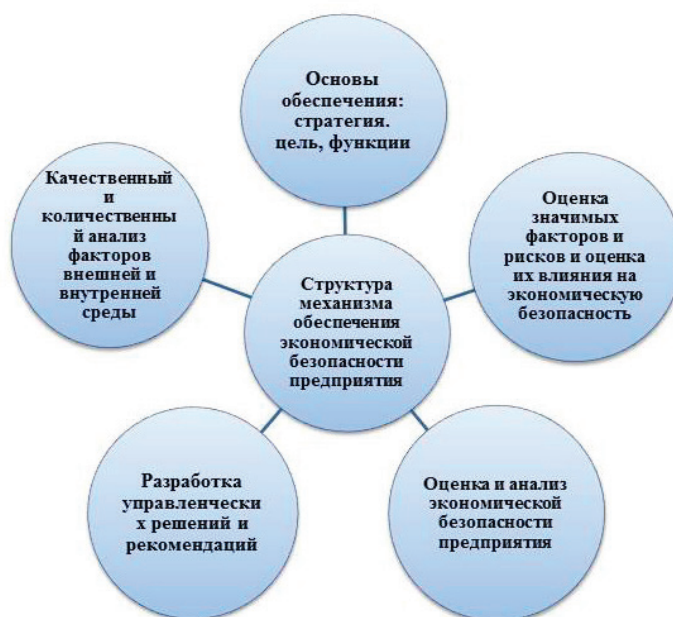 Основы
обеспечения:
стратегия.
цель, функции
Качественный
и
количественны
й анализ
факторов
внешней и
внутренней
среды
Оценка
значимых
факторов и
рисков и оценка
их влияния на
экономическую
безопасность
Структура
механизма
обеспечения
экономической
безопасности
предприятия
Разработка
управленчески
х решений и
рекомендаций
Оценка и анализ
экономической
безопасности
предприятия